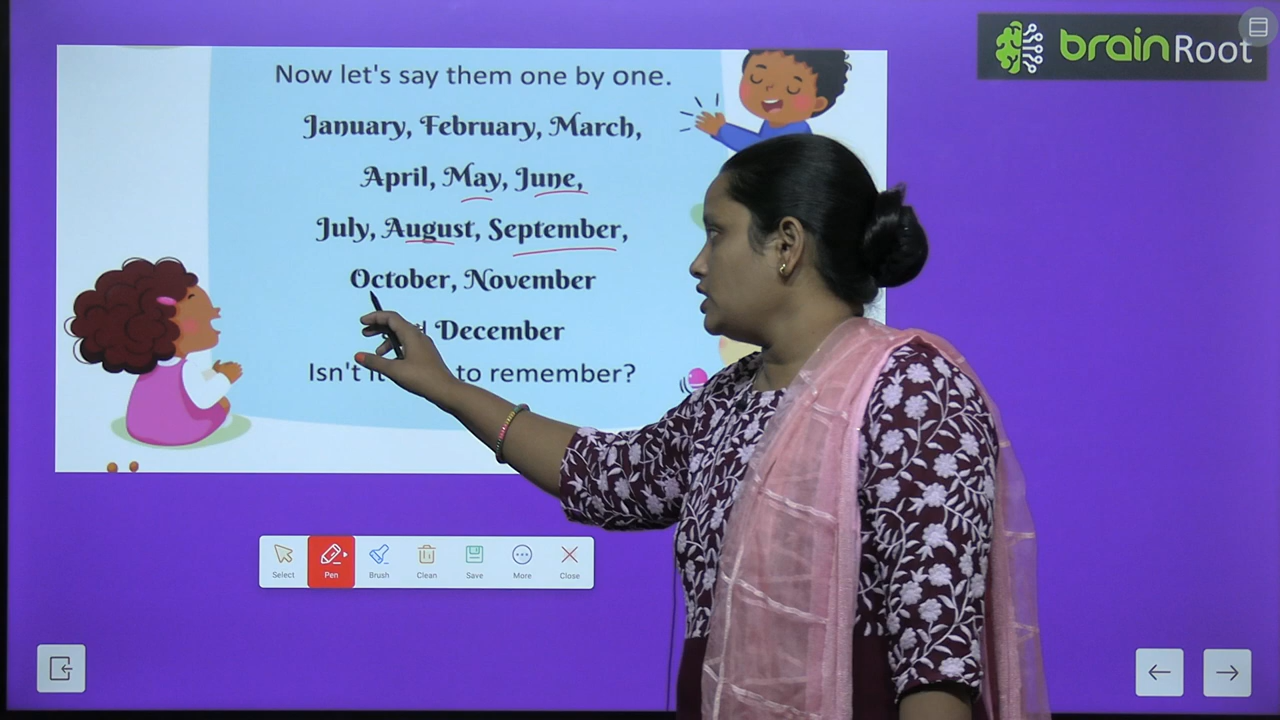 brainRoot
Now let's say them one by one.
January, February, March,
April, May, June,
July, August, September,
October, November
December
Isn't it to remember?
Select
Pen
Brush
Clean
Save
More
Close